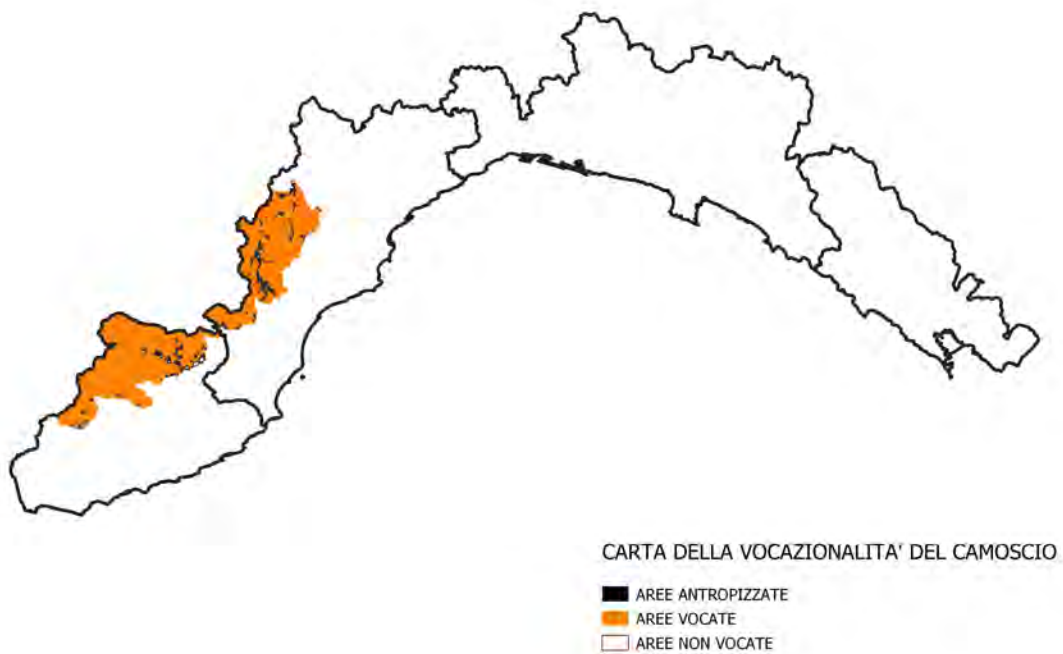 CARTA DELLA VOCAZIONALITA' DEL CAMOSCIO
AREE ANTROPIZZATE
AREE VOCATE
AREE NON VOCATE